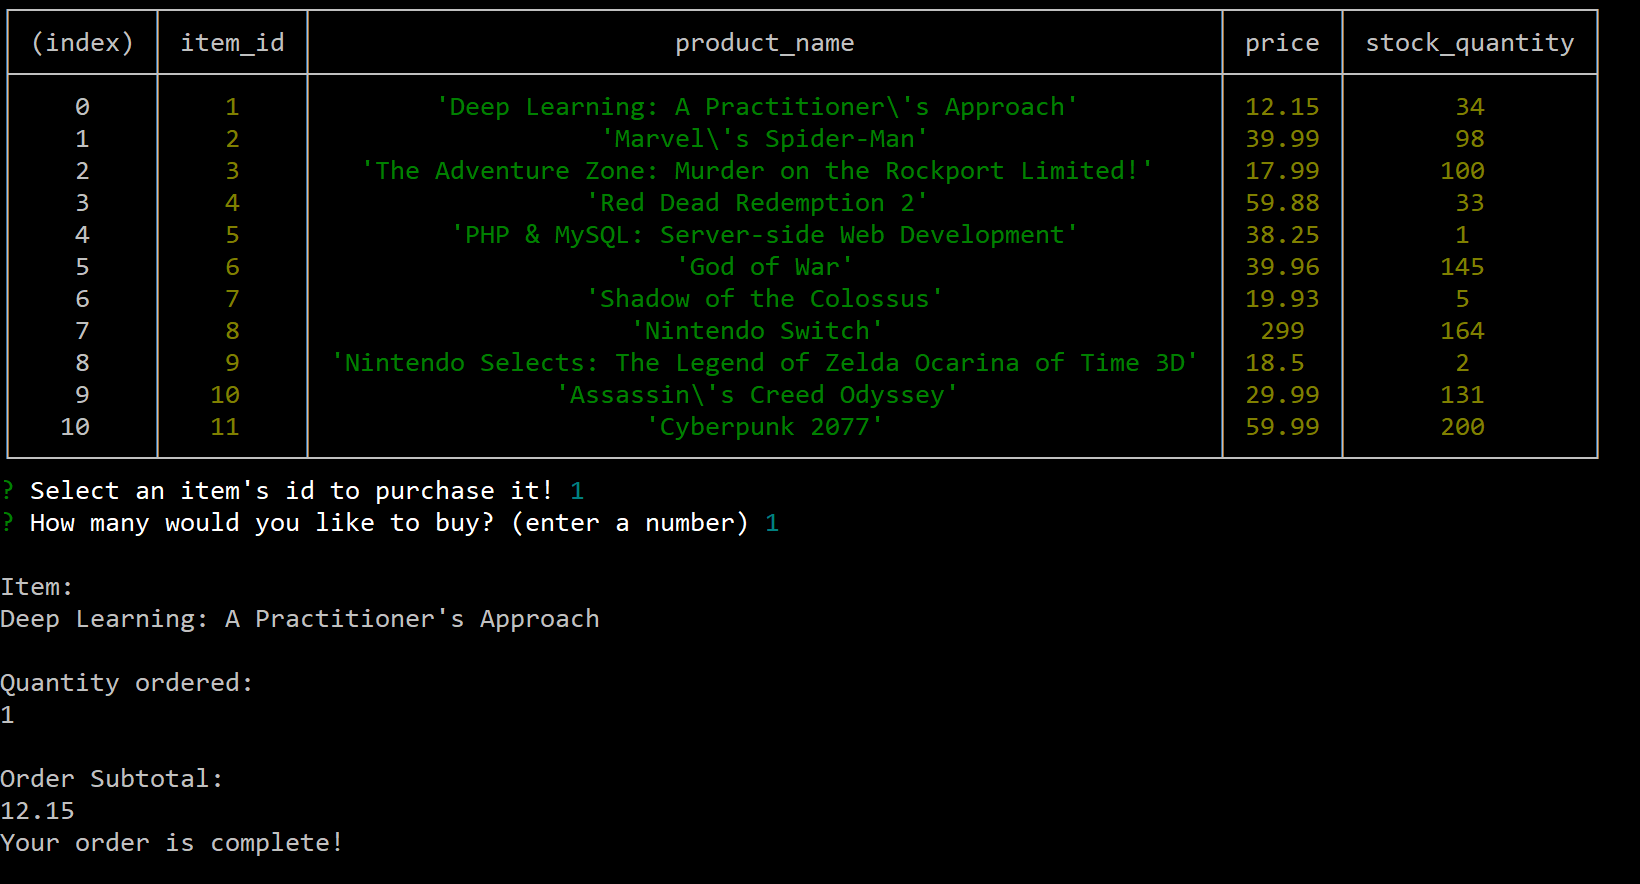 (index) item_id product_name price stock_quantity
0 1 'Deep Learning: A Practitioner\'s Approach' 12.15 34
1 2 'Marvel\'s Spider-Man' 39.99 98
2 3 'The Adventure Zone: Murder on the Rockport Limited!' 17.99 100
3 4 'Red Dead Redemption 2' 59.88 33
4 5 'PHP & MySQL: Server-side Web Development' 38.25 1
5 6 'God of War' 39.96 145
6 7 'Shadow of the Colossus' 19.93 5
7 8 'Nintendo Switch' 299 164
8 9 'Nintendo Selects: The Legend of Zelda Ocarina of Time 3D' 18.5 2
9 10 'Assassin\'s Creed Odyssey' 29.99 131
10 11 'Cyberpunk 2077' 59.99 200
? Select an item's id to purchase it! 1
? How many would you like to buy? (enter a number) 1
Item:
Deep Learning: A Practitioner's Approach
Quantity ordered:
1
Order Subtotal:
12.15
Your order is complete!